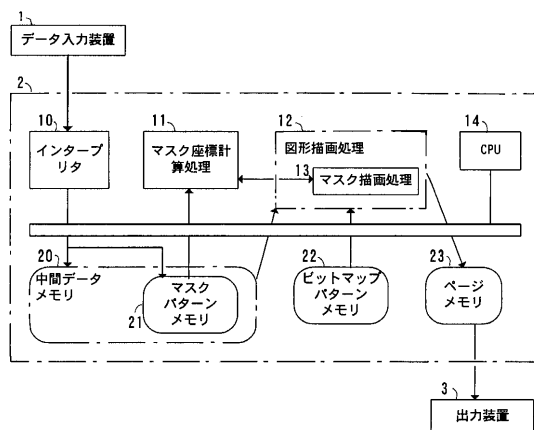 1
データ入力装置
2
10
インタープ
リタ
11
マスク座標計
算処理
12
図形描画処理
13
マスク描画処理
14
CPU
20
中間データ
メモリ
21
マスク
パターン
メモリ
22
ビットマップ
パターンメ
モリ
23
ページ
メモリ
3
出力装置